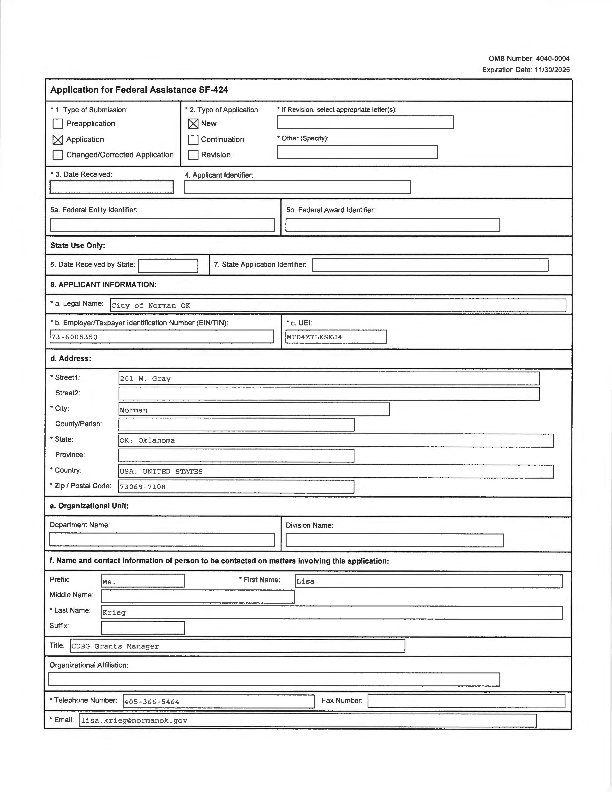 OMB Number: 4040-0004
Expiration Date: 11/30/2025
Application for Federal Assistance SF-424
* 1. Type of Submission:
Preapplication
Application
Changed/Corrected Application
* 2. Type of Application:
New
Continuation
Revision
* If Revision, select appropriate letter(s):
* Other (Specify):
* 3. Date Received:
4. Applicant Identifier:
5a. Federal Entity Identifier:
5b. Federal Award Identifier:
State Use Only:
6. Date Received by State:
7. State Application Identifier:
8. APPLICANT INFORMATION:
* a. Legal Name: City of Norman OK
* b. Employer/Taxpayer Identification Number (EIN/TIN):
73-6005350
* c. UEI:
d. Address:
* Street1: 201 W. Gray
Street2:
* City: Norman
County/Parish:
* State: OK: Oklahoma
Province:
* Country: USA: UNITED STATES
* Zip / Postal Code: 73069-7108
e. Organizational Unit:
Department Name:
Division Name:
f. Name and contact information of person to be contacted on matters involving this application:
Prefix: Ms.
* First Name: Lisa
Middle Name:
* Last Name: Krieg
Suffix:
Title: CDBG Grants Manager
Organizational Affiliation:
* Telephone Number: 405-366-5464
Fax Number:
* Email: lisa.krieg@normanok.gov